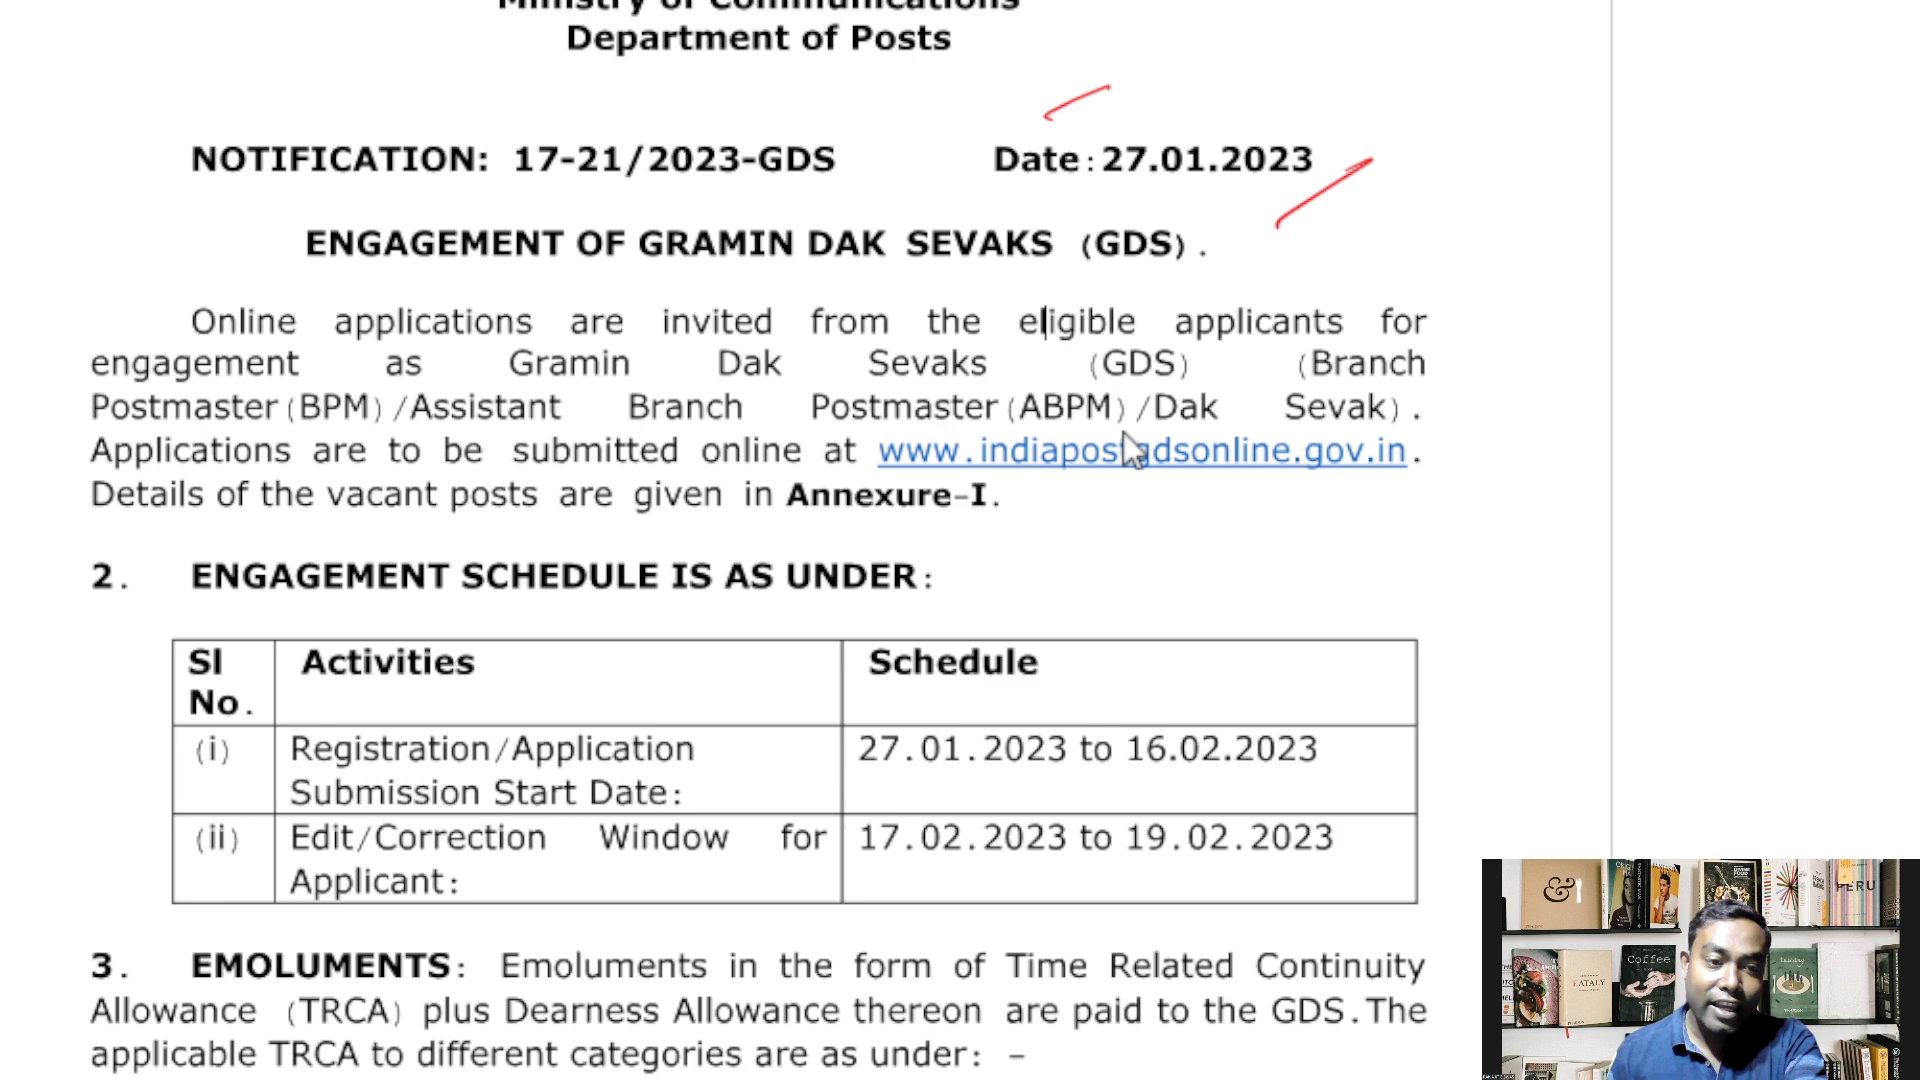 Ministry of Communications
Department of Posts
NOTIFICATION: 17-21/2023-GDS Date:27.01.2023
ENGAGEMENT OF GRAMIN DAK SEVAKS (GDS).
Online applications are invited from the eligible applicants for
engagement as Gramin Dak Sevaks (GDS) (Branch
Postmaster(BPM)/Assistant Branch Postmaster(ABPM)/Dak Sevak).
Applications are to be submitted online at www.indiapostgdsonline.gov.in.
Details of the vacant posts are given in Annexure-I.
2. ENGAGEMENT SCHEDULE IS AS UNDER:
Sl Activities Schedule
No.
(i) Registration/Application 27.01.2023 to 16.02.2023
Submission Start Date:
(ii) Edit/Correction Window for 17.02.2023 to 19.02.2023
Applicant:
3. EMOLUMENTS: Emoluments in the form of Time Related Continuity
Allowance (TRCA) plus Dearness Allowance thereon are paid to the GDS.The
applicable TRCA to different categories are as under: –
&
PERU
Coffee
EATALY